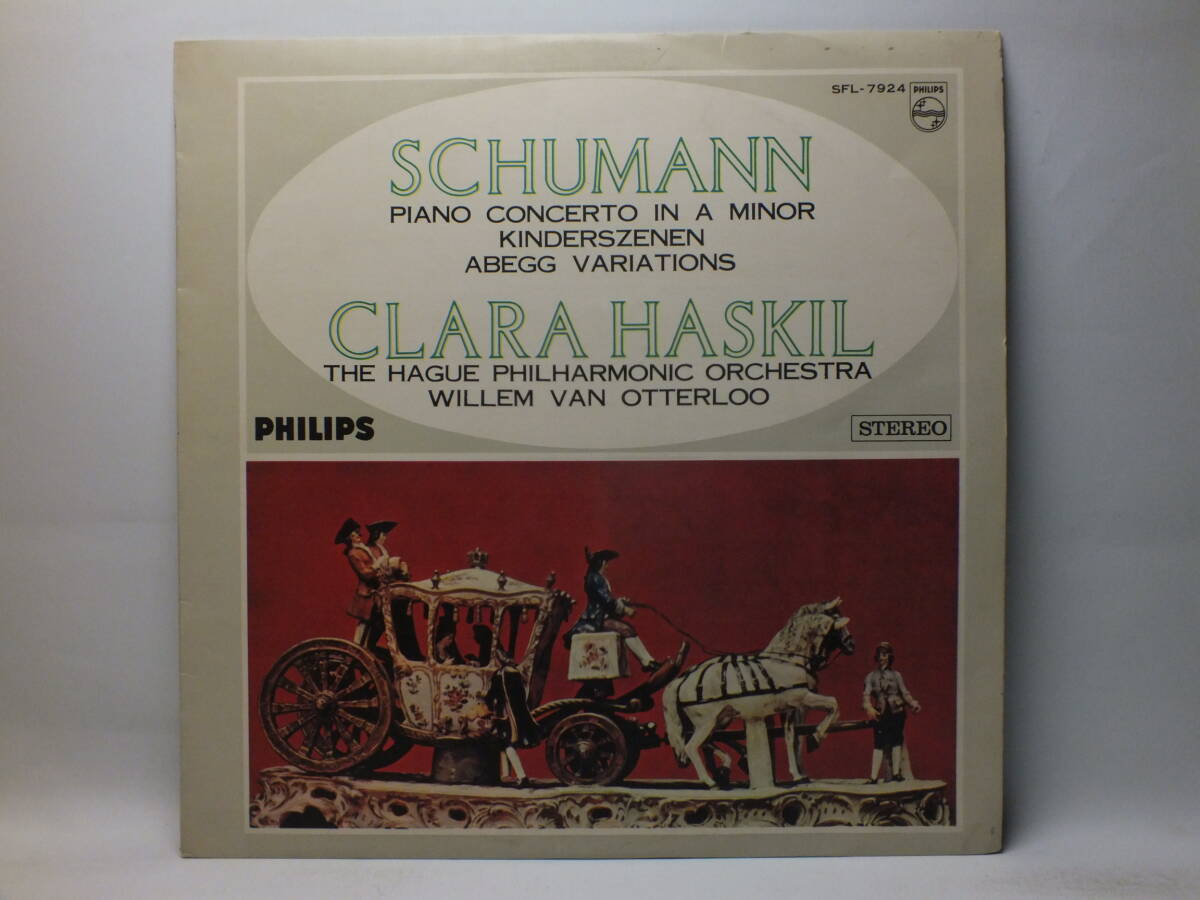 SFL-7924 PHILIPS
SCHUMANN
PIANO CONCERTO IN A MINOR
KINDERSZENEN
ABEGG VARIATIONS
CLARA HASKIL
THE HAGUE PHILHARMONIC ORCHESTRA
WILLEM VAN OTTERLOO
PHILIPS
STEREO